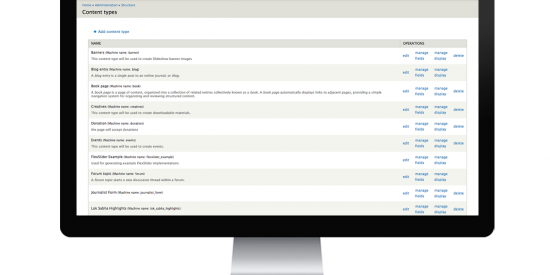 Home » Administration » Structure
Content types
+ Add content type
NAME OPERATIONS
Banners (Machine name: banner)
This content type will be used to create Slideshow banner images
edit manage fields manage display delete
Blog entry (Machine name: blog)
A blog entry is a single post to an online journal, or blog.
edit manage fields manage display delete
Book page (Machine name: book)
A book page is a page of content, organized into a collection of related entries collectively known as a book. A book page automatically displays links to adjacent pages, providing a simple
navigation system for organizing and reviewing structured content.
edit manage fields manage display delete
Creatives (Machine name: creatives)
This content type will be used to create downloadable materials.
edit manage fields manage display delete
Donation (Machine name: donation)
the page will accept donations
edit manage fields manage display delete
Events (Machine name: events)
This content type will be used to create events.
edit manage fields manage display delete
FlexSlider Example (Machine name: flexslider_example)
Used for generating example FlexSlider implementations
edit manage fields manage display
Forum topic (Machine name: forum)
A forum topic starts a new discussion thread within a forum.
edit manage fields manage display
Journalist Form (Machine name: journalist_form)
edit manage fields manage display delete
Lok Sabha Highlights (Machine name: lok_sabha_highlights)
edit manage fields manage display delete